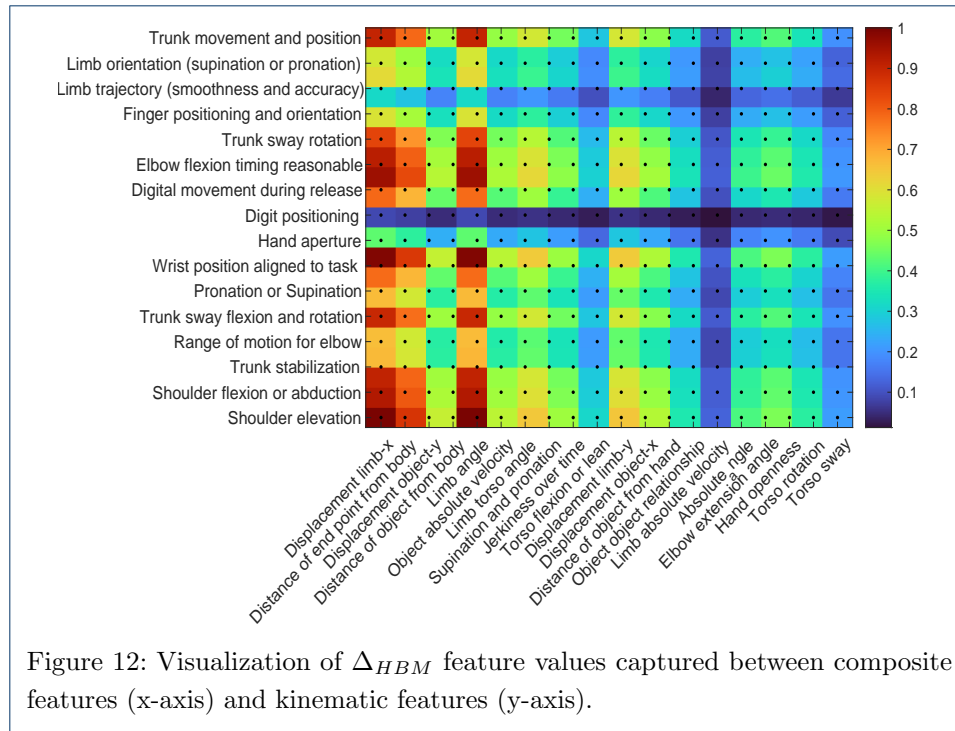 Trunk movement and position
Limb orientation (supination or pronation)
Limb trajectory (smoothness and accuracy)
Finger positioning and orientation
Trunk sway rotation
Elbow flexion timing reasonable
Digital movement during release
Digit positioning
Hand aperture
Wrist position aligned to task
Pronation or Supination
Trunk sway flexion and rotation
Range of motion for elbow
Trunk stabilization
Shoulder flexion or abduction
Shoulder elevation
1
0.9
0.8
0.7
0.6
0.5
0.4
0.3
0.2
0.1
Displacement limb-x
Distance of end point from body
Displacement object-y
Distance of object from body
Limb angle
Object absolute velocity
Limb torso angle
Supination and pronation
Jerkiness over time
Torso flexion or lean
Displacement limb-y
Displacement object-x
Distance of object from hand
Object object relationship
Limb absolute velocity
Absolute ngle
Elbow extension angle
Hand openness
Torso rotation
Torso sway
Figure 12: Visualization of Δ_HBM feature values captured between composite
features (x-axis) and kinematic features (y-axis).